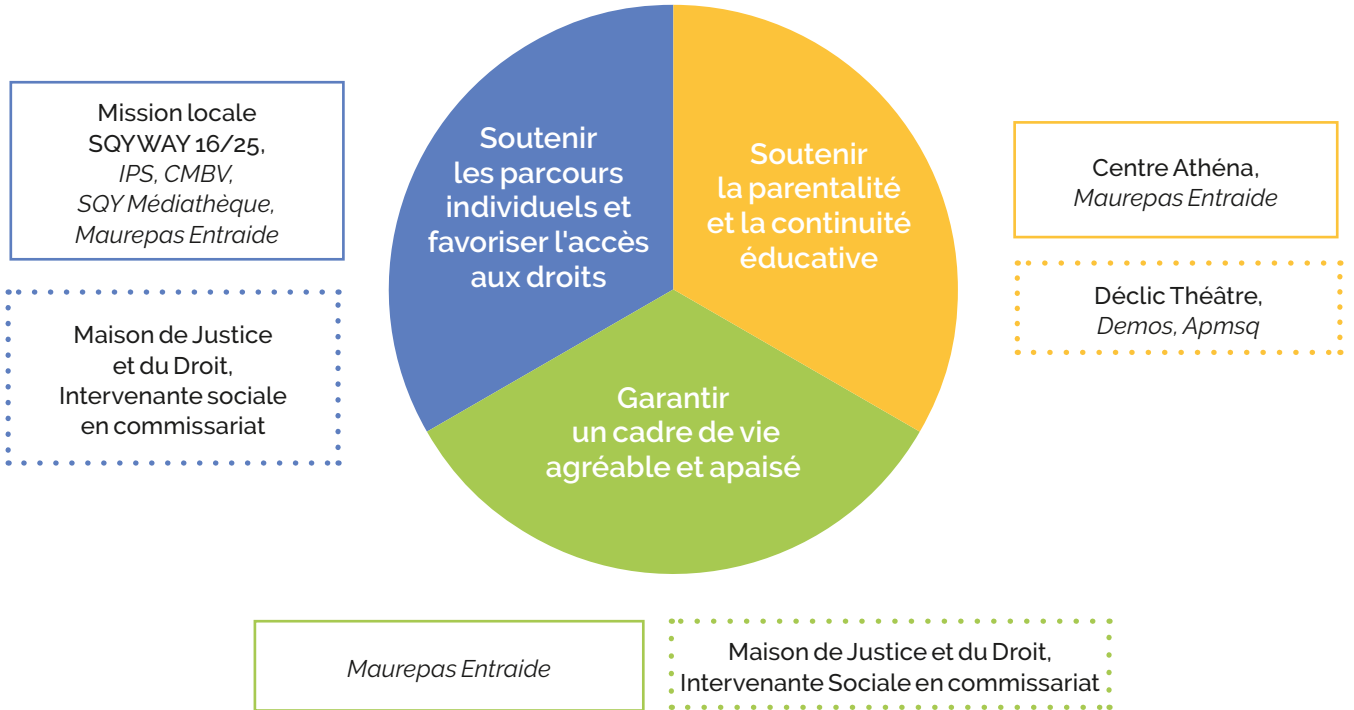 Mission locale
SQYWAY 16/25,
IPS, CMBV,
SQY Médiathèque,
Maurepas Entraide
Maison de Justice
et du Droit,
Intervenante sociale
en commissariat
Soutenir
les parcours
individuels et
favoriser l'accès
aux droits
Soutenir
la parentalité
et la continuité
éducative
Garantir
un cadre de vie
agréable et apaisé
Centre Athéna,
Maurepas Entraide
Déclic Théâtre,
Demos, Apmsq
Maurepas Entraide
Maison de Justice et du Droit,
Intervenante Sociale en commissariat